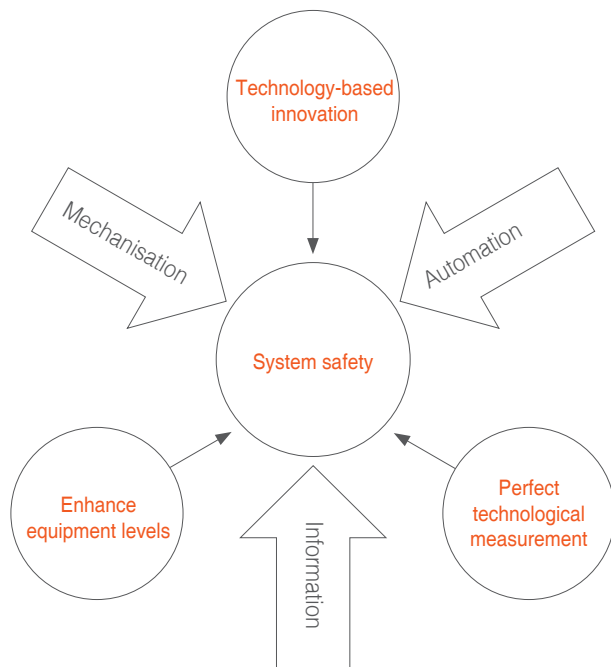 Technology-based
innovation
Mechanisation
Automation
System safety
Enhance
equipment levels
Information
Perfect
technological
measurement